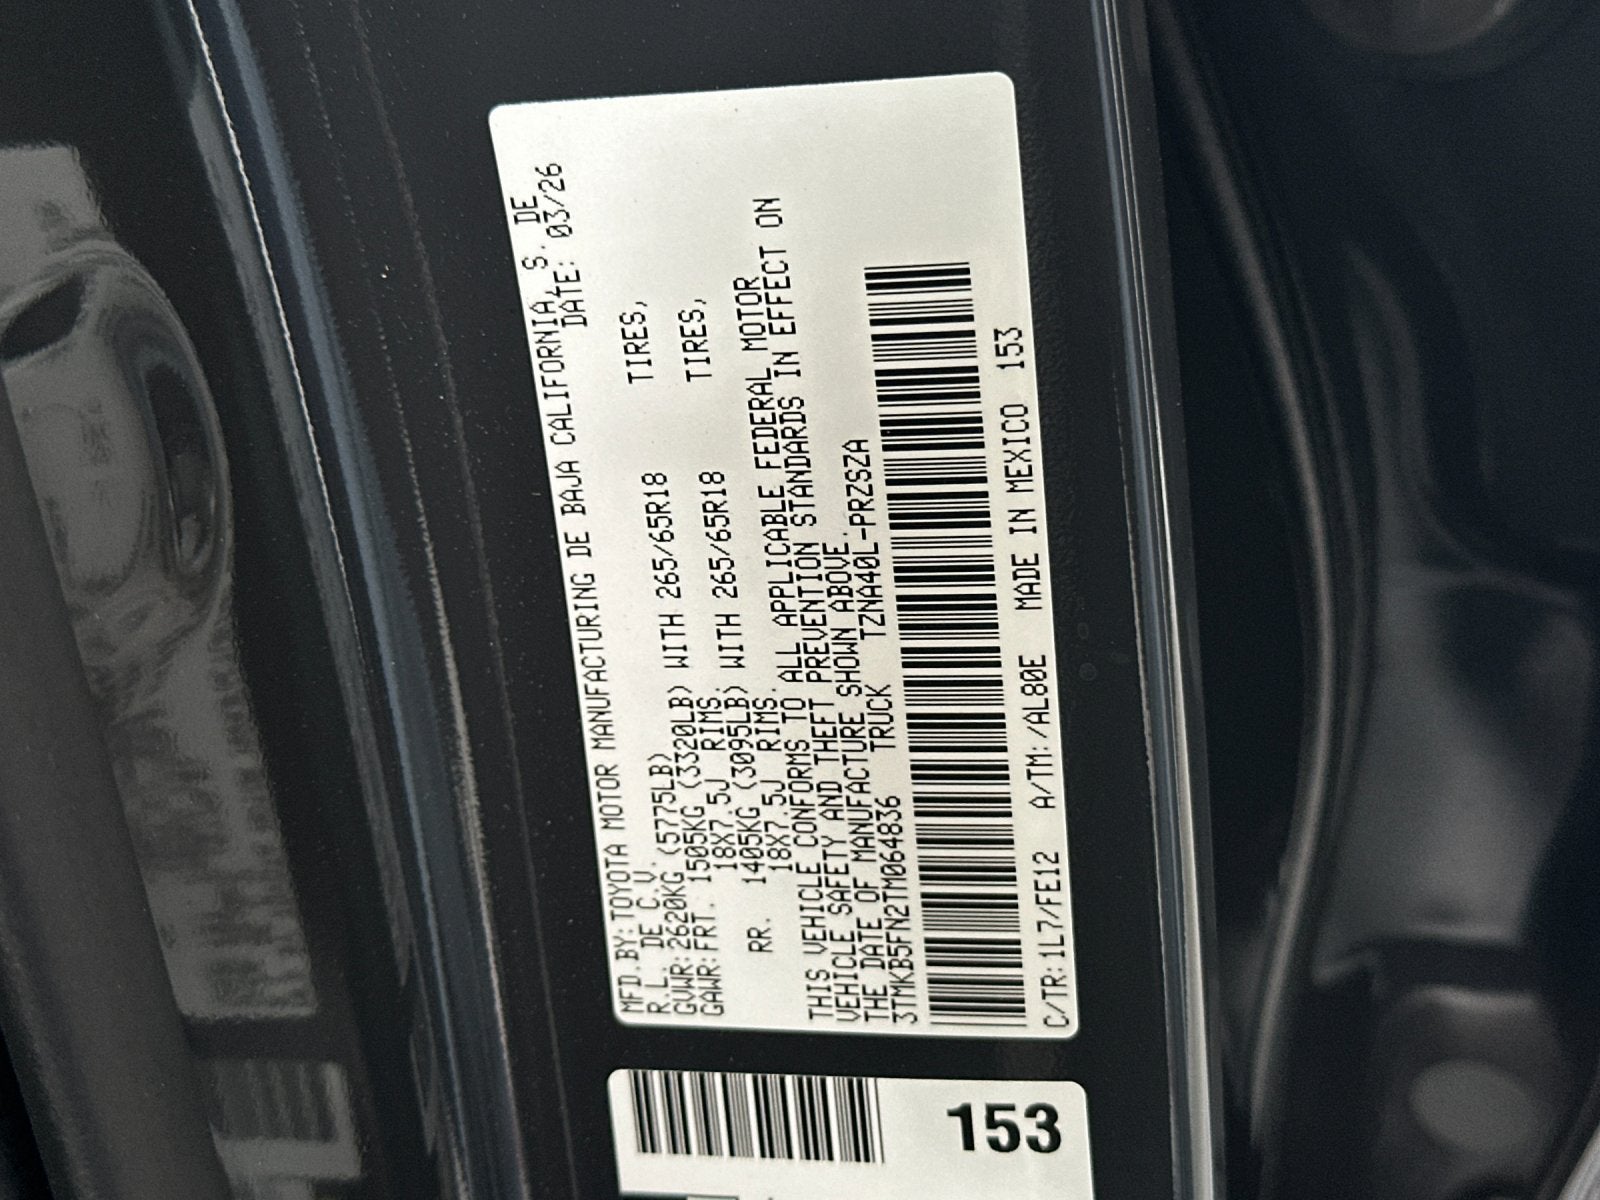 MFD.BY:TOYOTA MOTOR MANUFACTURING DE BAJA CALIFORNIA, S. DE
R.L. DE C.V. DATE: 03/26
GVWR:2620KG (5775LB)
GAWR:FRT. 1505KG (3320LB) WITH 265/65R18 TIRES,
18X7.5J RIMS.
RR. 1405KG (3095LB) WITH 265/65R18 TIRES,
18X7.5J RIMS.
THIS VEHICLE CONFORMS TO ALL APPLICABLE FEDERAL MOTOR
VEHICLE SAFETY AND THEFT PREVENTION STANDARDS IN EFFECT ON
THE DATE OF MANUFACTURE SHOWN ABOVE.
3TMKB5FN2TM064836 TRUCK TZNA40L-PRZSZA
C/TR:1L7/FE12 A/TM:/AL80E MADE IN MEXICO 153
153